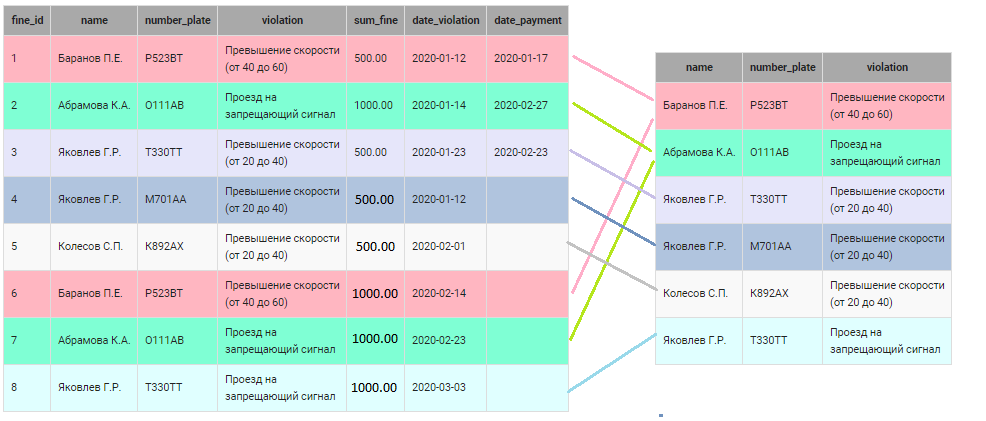 fine_id name number_plate violation sum_fine date_violation date_payment
1 Баранов П.Е. Р523ВТ Превышение скорости (от 40 до 60) 500.00 2020-01-12 2020-01-17
2 Абрамова К.А. О111АВ Проезд на запрещающий сигнал 1000.00 2020-01-14 2020-02-27
3 Яковлев Г.Р. Т330ТТ Превышение скорости (от 20 до 40) 500.00 2020-01-23 2020-02-23
4 Яковлев Г.Р. М701АА Превышение скорости (от 20 до 40) 500.00 2020-01-12
5 Колесов С.П. К892АХ Превышение скорости (от 20 до 40) 500.00 2020-02-01
6 Баранов П.Е. Р523ВТ Превышение скорости (от 40 до 60) 1000.00 2020-02-14
7 Абрамова К.А. О111АВ Проезд на запрещающий сигнал 1000.00 2020-02-23
8 Яковлев Г.Р. Т330ТТ Проезд на запрещающий сигнал 1000.00 2020-03-03
name number_plate violation
Баранов П.Е. Р523ВТ Превышение скорости (от 40 до 60)
Абрамова К.А. О111АВ Проезд на запрещающий сигнал
Яковлев Г.Р. Т330ТТ Превышение скорости (от 20 до 40)
Яковлев Г.Р. М701АА Превышение скорости (от 20 до 40)
Колесов С.П. К892АХ Превышение скорости (от 20 до 40)
Яковлев Г.Р. Т330ТТ Проезд на запрещающий сигнал